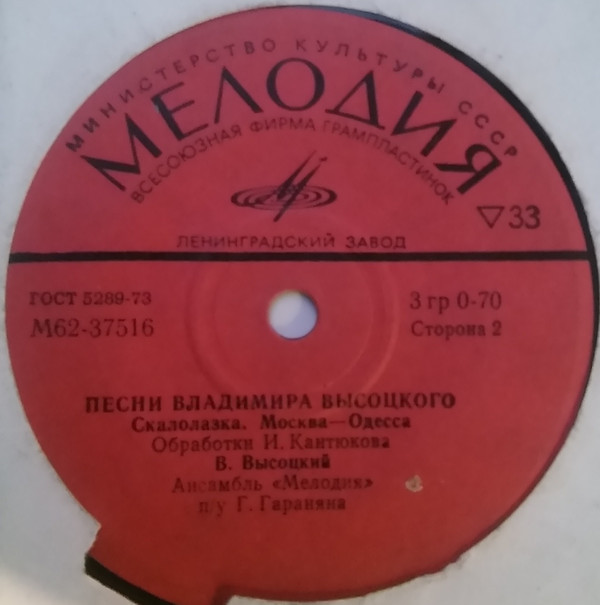 МИНИСТЕРСТВО КУЛЬТУРЫ СССР
МЕЛОДИЯ
ВСЕСОЮЗНАЯ ФИРМА ГРАМПЛАСТИНОК
▽33
ЛЕНИНГРАДСКИЙ ЗАВОД
ГОСТ 5289-73
3 гр 0-70
М62-37516
Сторона 2
ПЕСНИ ВЛАДИМИРА ВЫСОЦКОГО
Скалолазка. Москва—Одесса
Обработки И. Кантюкова
В. Высоцкий
Ансамбль «Мелодия»
п/у Г. Гараняна